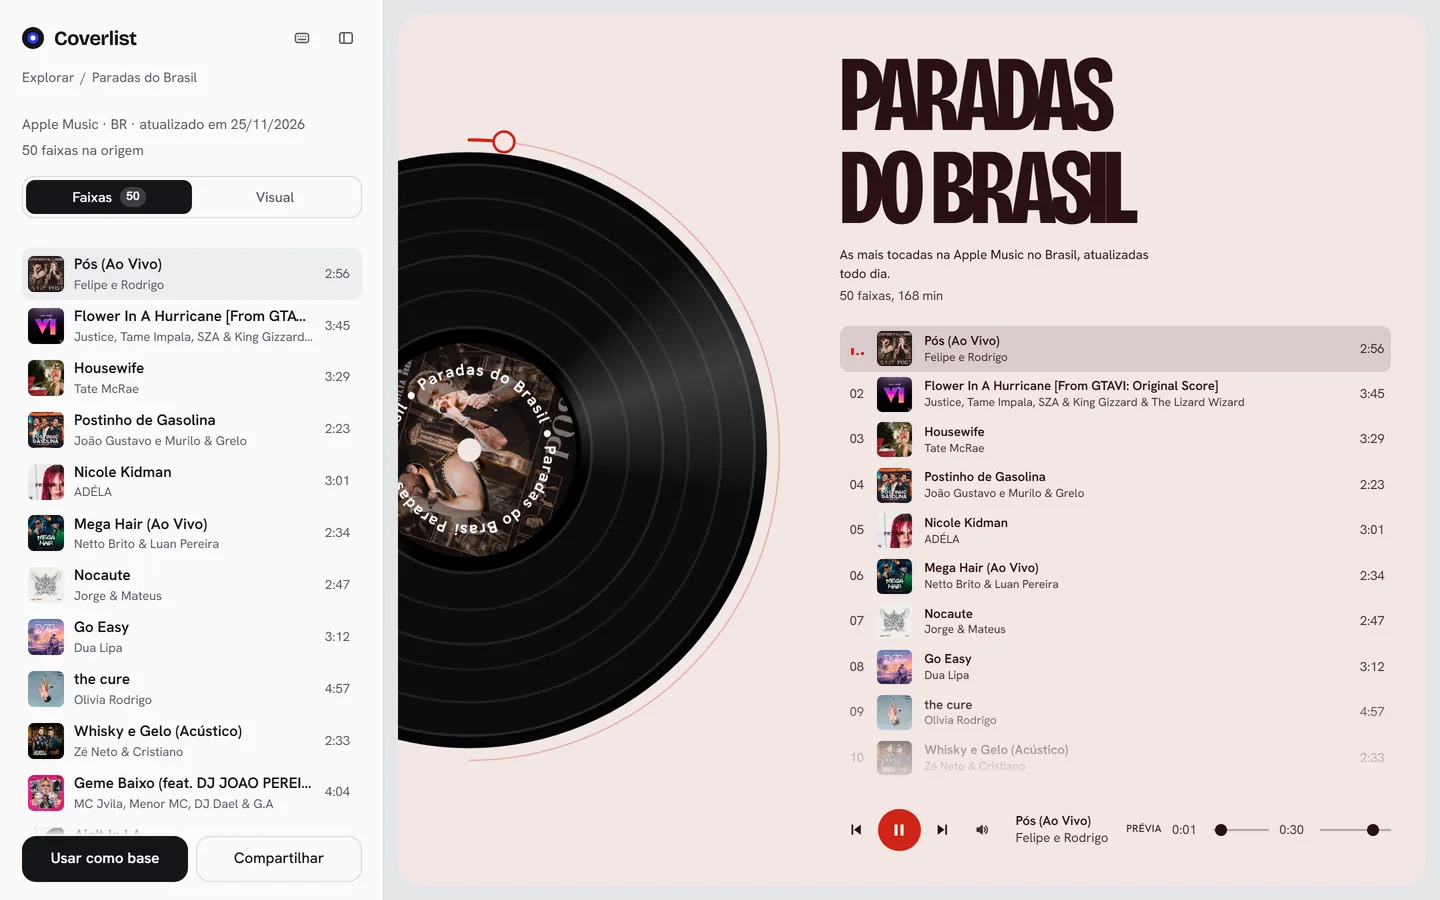 Coverlist
Explorar / Paradas do Brasil
Apple Music · BR · atualizado em 25/11/2026
50 faixas na origem
Faixas 50
Visual
Pós (Ao Vivo)
Felipe e Rodrigo
2:56
Flower In A Hurricane [From GTA...
Justice, Tame Impala, SZA & King Gizzard...
3:45
Housewife
Tate McRae
3:29
Postinho de Gasolina
João Gustavo e Murilo & Grelo
2:23
Nicole Kidman
ADÉLA
3:01
Mega Hair (Ao Vivo)
Netto Brito & Luan Pereira
2:34
Nocaute
Jorge & Mateus
2:47
Go Easy
Dua Lipa
3:12
the cure
Olivia Rodrigo
4:57
Whisky e Gelo (Acústico)
Zé Neto & Cristiano
2:33
Geme Baixo (feat. DJ JOAO PEREI...
MC Jvila, Menor MC, DJ Dael & G.A
4:04
Usar como base
Compartilhar
Paradas do Brasil • Paradas do Brasil
PARADAS
DO BRASIL
As mais tocadas na Apple Music no Brasil, atualizadas
todo dia.
50 faixas, 168 min
Pós (Ao Vivo)
Felipe e Rodrigo
2:56
02
Flower In A Hurricane [From GTAVI: Original Score]
Justice, Tame Impala, SZA & King Gizzard & The Lizard Wizard
3:45
03
Housewife
Tate McRae
3:29
04
Postinho de Gasolina
João Gustavo e Murilo & Grelo
2:23
05
Nicole Kidman
ADÉLA
3:01
06
Mega Hair (Ao Vivo)
Netto Brito & Luan Pereira
2:34
07
Nocaute
Jorge & Mateus
2:47
08
Go Easy
Dua Lipa
3:12
09
the cure
Olivia Rodrigo
4:57
10
Whisky e Gelo (Acústico)
Zé Neto & Cristiano
2:33
Pós (Ao Vivo)
Felipe e Rodrigo
PRÉVIA 0:01
0:30